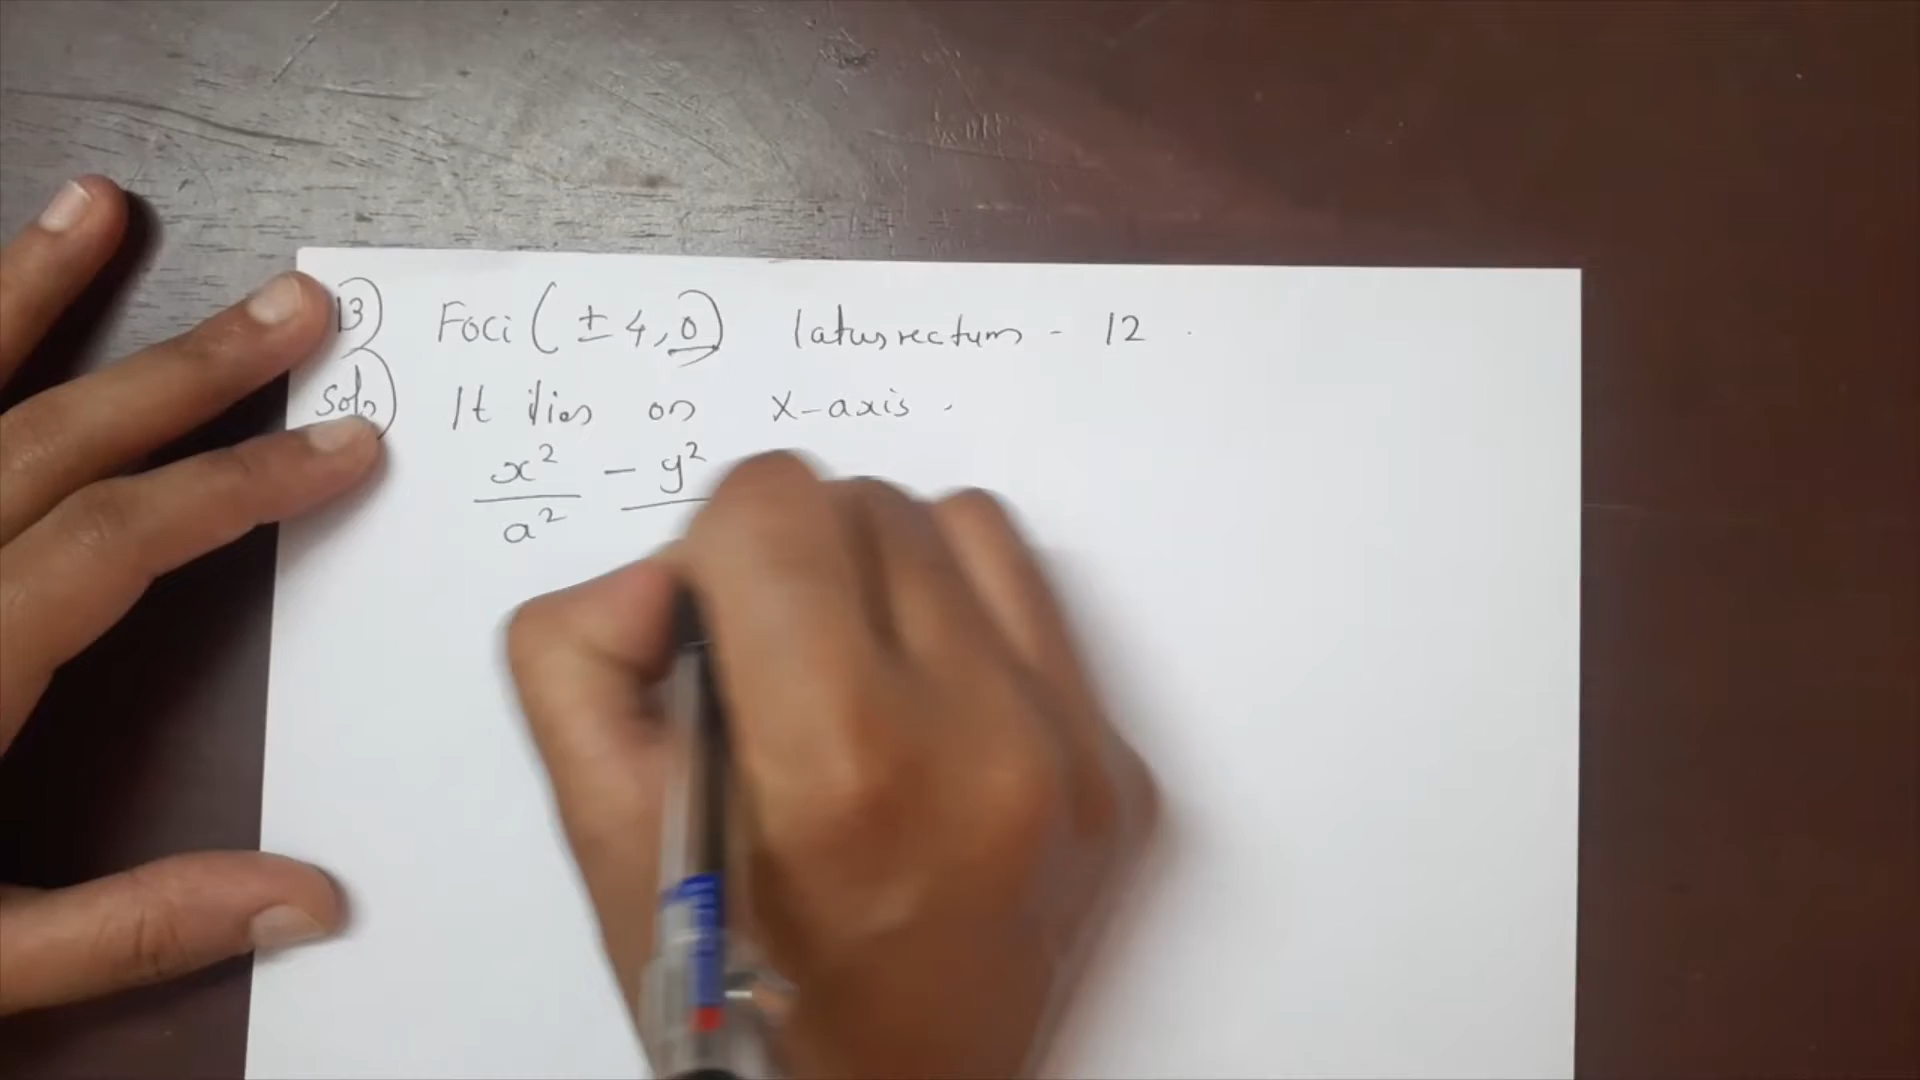 13) Foci (±4,0) latusrectum - 12.
Soln) It lies on X-axis.
x² - y²
a²